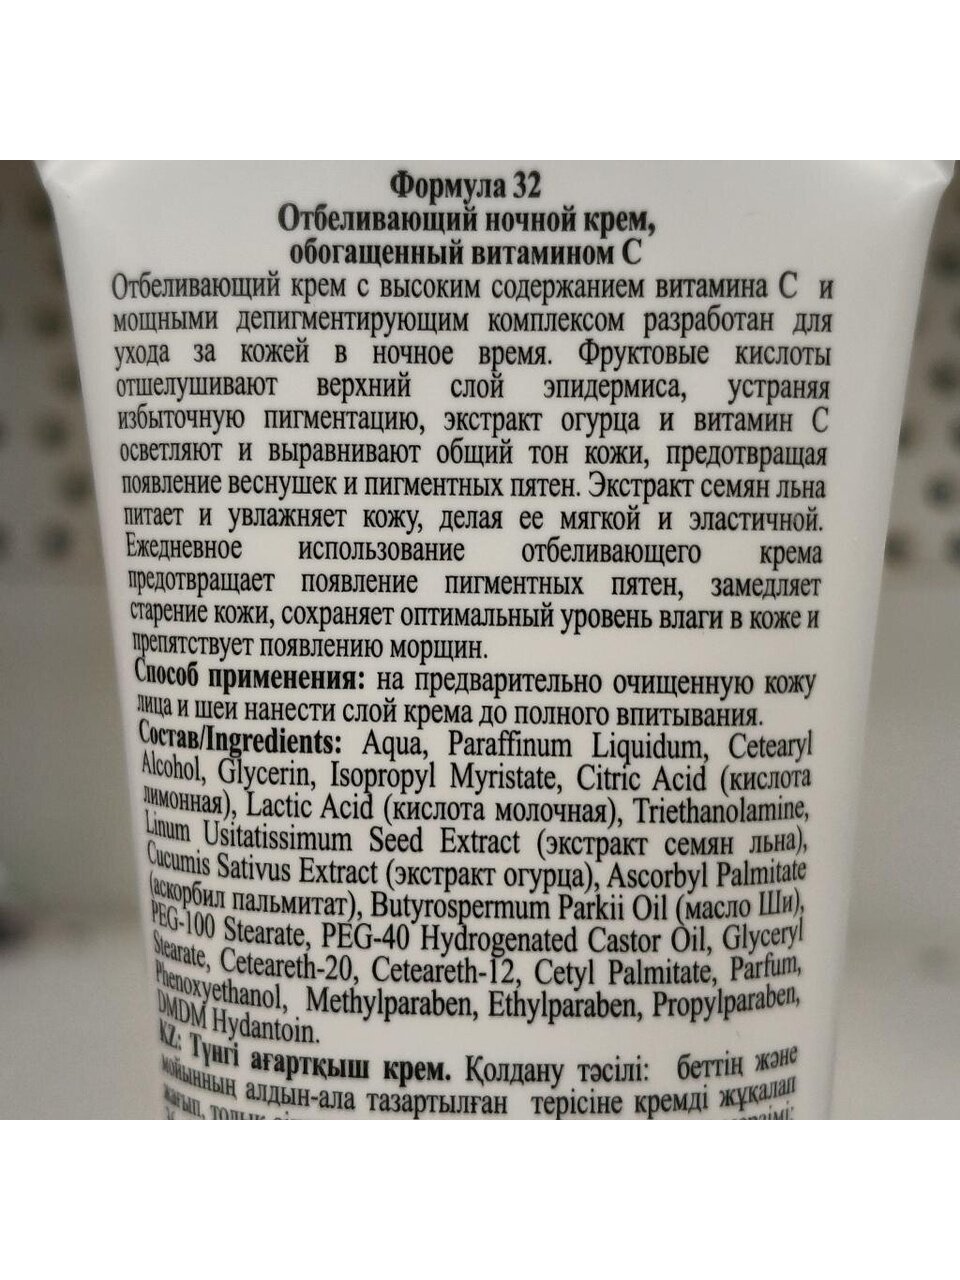 Формула 32
Отбеливающий ночной крем,
обогащенный витамином С
Отбеливающий крем с высоким содержанием витамина С и
мощными депигментирующим комплексом разработан для
ухода за кожей в ночное время. Фруктовые кислоты
отшелушивают верхний слой эпидермиса, устраняя
избыточную пигментацию, экстракт огурца и витамин С
осветляют и выравнивают общий тон кожи, предотвращая
появление веснушек и пигментных пятен. Экстракт семян льна
питает и увлажняет кожу, делая ее мягкой и эластичной.
Ежедневное использование отбеливающего крема
предотвращает появление пигментных пятен, замедляет
старение кожи, сохраняет оптимальный уровень влаги в коже и
препятствует появлению морщин.
Способ применения: на предварительно очищенную кожу
лица и шеи нанести слой крема до полного впитывания.
Состав/Ingredients: Aqua, Paraffinum Liquidum, Cetearyl
Alcohol, Glycerin, Isopropyl Myristate, Citric Acid (кислота
лимонная), Lactic Acid (кислота молочная), Triethanolamine,
Linum Usitatissimum Seed Extract (экстракт семян льна),
Cucumis Sativus Extract (экстракт огурца), Ascorbyl Palmitate
(аскорбил пальмитат), Butyrospermum Parkii Oil (масло Ши),
PEG-100 Stearate, PEG-40 Hydrogenated Castor Oil, Glyceryl
Stearate, Ceteareth-20, Ceteareth-12, Cetyl Palmitate, Parfum,
Phenoxyethanol, Methylparaben, Ethylparaben, Propylparaben,
DMDM Hydantoin.
KZ: Түнгі ағартқыш крем. Қолдану тәсілі: беттің және
мойынның алдын-ала тазартылған терісіне кремді жұқалап
жағып,